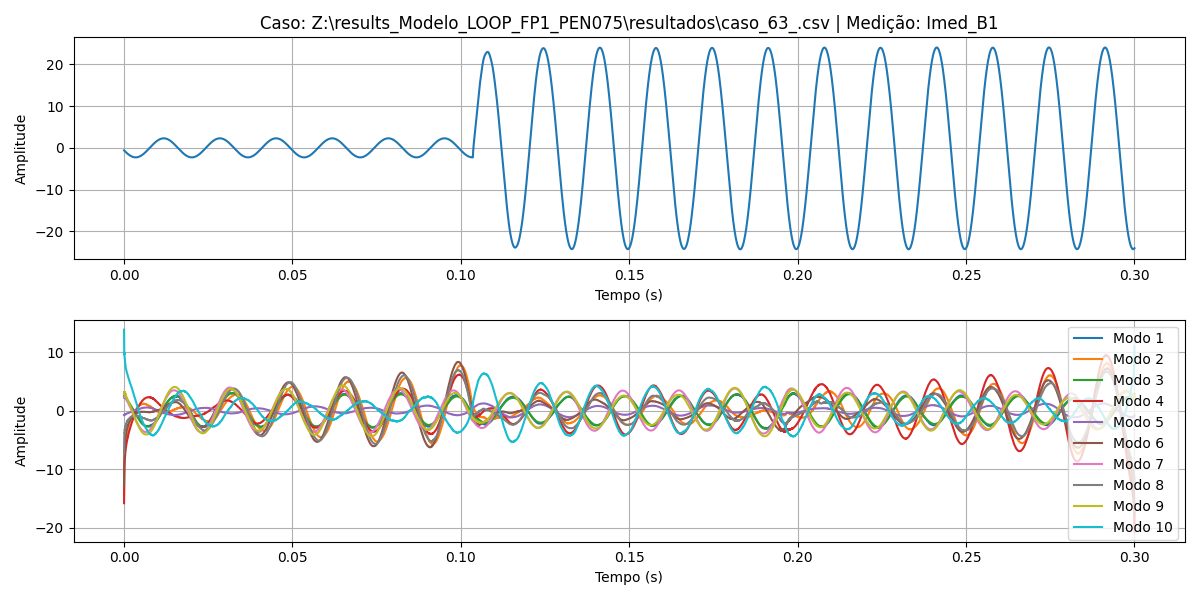 Caso: Z:\results_Modelo_LOOP_FP1_PEN075\resultados\caso_63_.csv | Medição: Imed_B1
Amplitude
20
10
0
−10
−20
0.00 0.05 0.10 0.15 0.20 0.25 0.30
Tempo (s)
Amplitude
10
0
−10
−20
Modo 1
Modo 2
Modo 3
Modo 4
Modo 5
Modo 6
Modo 7
Modo 8
Modo 9
Modo 10
0.00 0.05 0.10 0.15 0.20 0.25 0.30
Tempo (s)